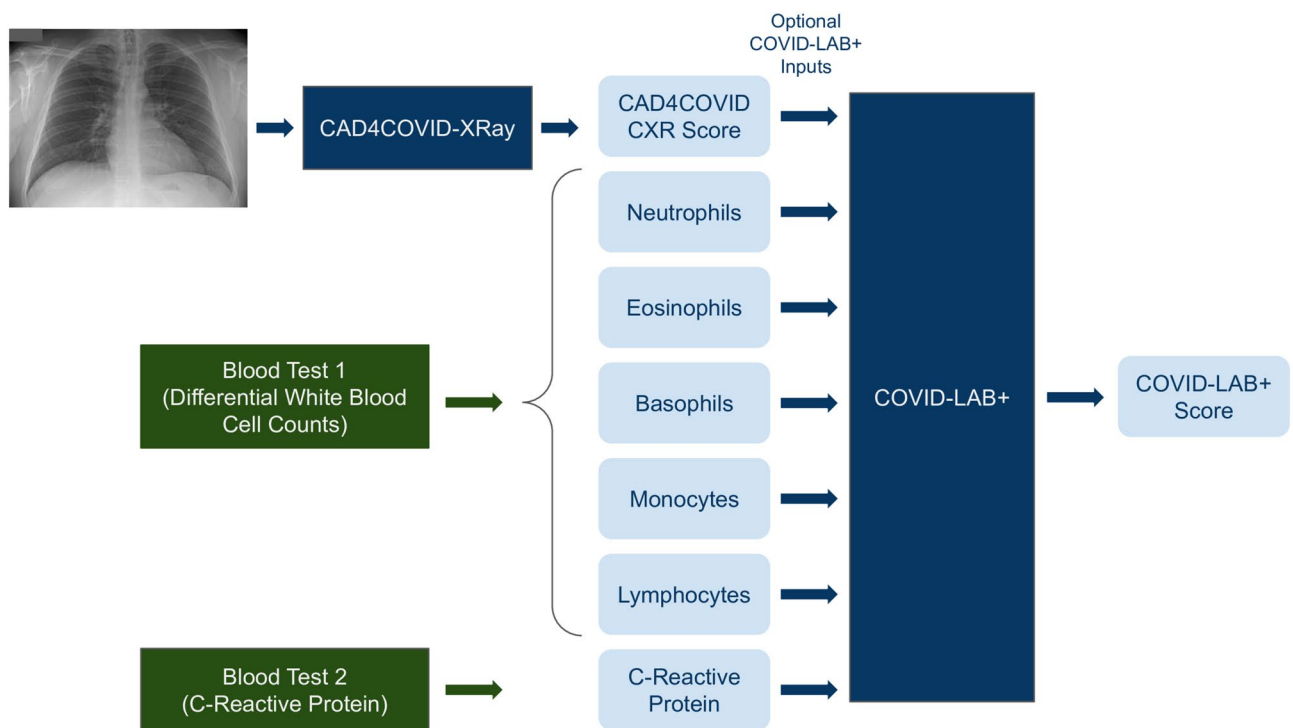 Optional
COVID-LAB+
Inputs
CAD4COVID-XRay
CAD4COVID
CXR Score
Neutrophils
Eosinophils
Blood Test 1
(Differential White Blood
Cell Counts)
Basophils
COVID-LAB+
COVID-LAB+
Score
Monocytes
Lymphocytes
Blood Test 2
(C-Reactive Protein)
C-Reactive
Protein